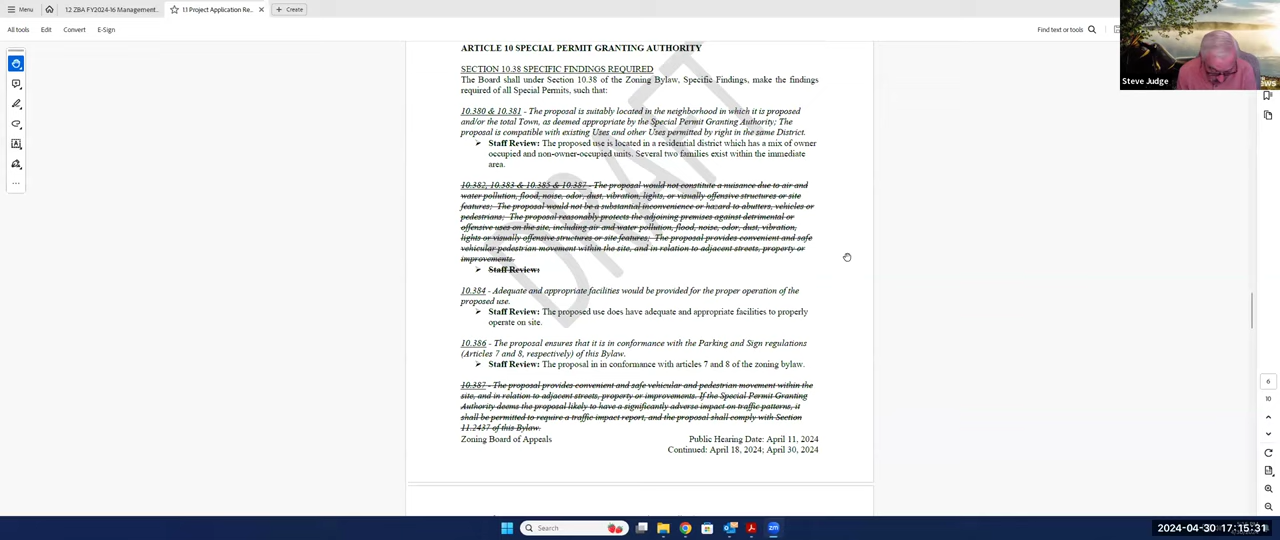 Menu
1.2 ZBA FY2024-16 Management..
1.1 Project Application Re..
Create
All tools Edit Convert E-Sign
Find text or tools
Steve Judge
ARTICLE 10 SPECIAL PERMIT GRANTING AUTHORITY
SECTION 10.38 SPECIFIC FINDINGS REQUIRED
The Board shall under Section 10.38 of the Zoning Bylaw, Specific Findings, make the findings
required of all Special Permits, such that:
10.380 & 10.381 - The proposal is suitably located in the neighborhood in which it is proposed
and/or the total Town, as deemed appropriate by the Special Permit Granting Authority; The
proposal is compatible with existing Uses and other Uses permitted by right in the same District.
Staff Review: The proposed use is located in a residential district which has a mix of owner
occupied and non-owner-occupied units. Several two families exist within the immediate
area.
10.382, 10.383 & 10.385 & 10.387 - The proposal would not constitute a nuisance due to air and
water pollution, flood, noise, odor, dust, vibration, lights, or visually offensive structures or site
features; The proposal would not be a substantial inconvenience or hazard to abutters, vehicles or
pedestrians; The proposal reasonably protects the adjoining premises against detrimental or
offensive uses on the site, including air and water pollution, flood, noise, odor, dust, vibration,
lights or visually offensive structures or site features; The proposal provides convenient and safe
vehicular pedestrian movement within the site, and in relation to adjacent streets, property or
improvements.
Staff Review:
10.384 - Adequate and appropriate facilities would be provided for the proper operation of the
proposed use.
Staff Review: The proposed use does have adequate and appropriate facilities to properly
operate on site.
10.386 - The proposal ensures that it is in conformance with the Parking and Sign regulations
(Articles 7 and 8, respectively) of this Bylaw.
Staff Review: The proposal in in conformance with articles 7 and 8 of the zoning bylaw.
10.387 - The proposal provides convenient and safe vehicular and pedestrian movement within the
site, and in relation to adjacent streets, property or improvements. If the Special Permit Granting
Authority deems the proposal likely to have a significantly adverse impact on traffic patterns, it
shall be permitted to require a traffic impact report, and the proposal shall comply with Section
11.2437 of this Bylaw.
Zoning Board of Appeals Public Hearing Date: April 11, 2024
Continued: April 18, 2024; April 30, 2024
DRAFT
6
10
Search
2024-04-30 17:15:31